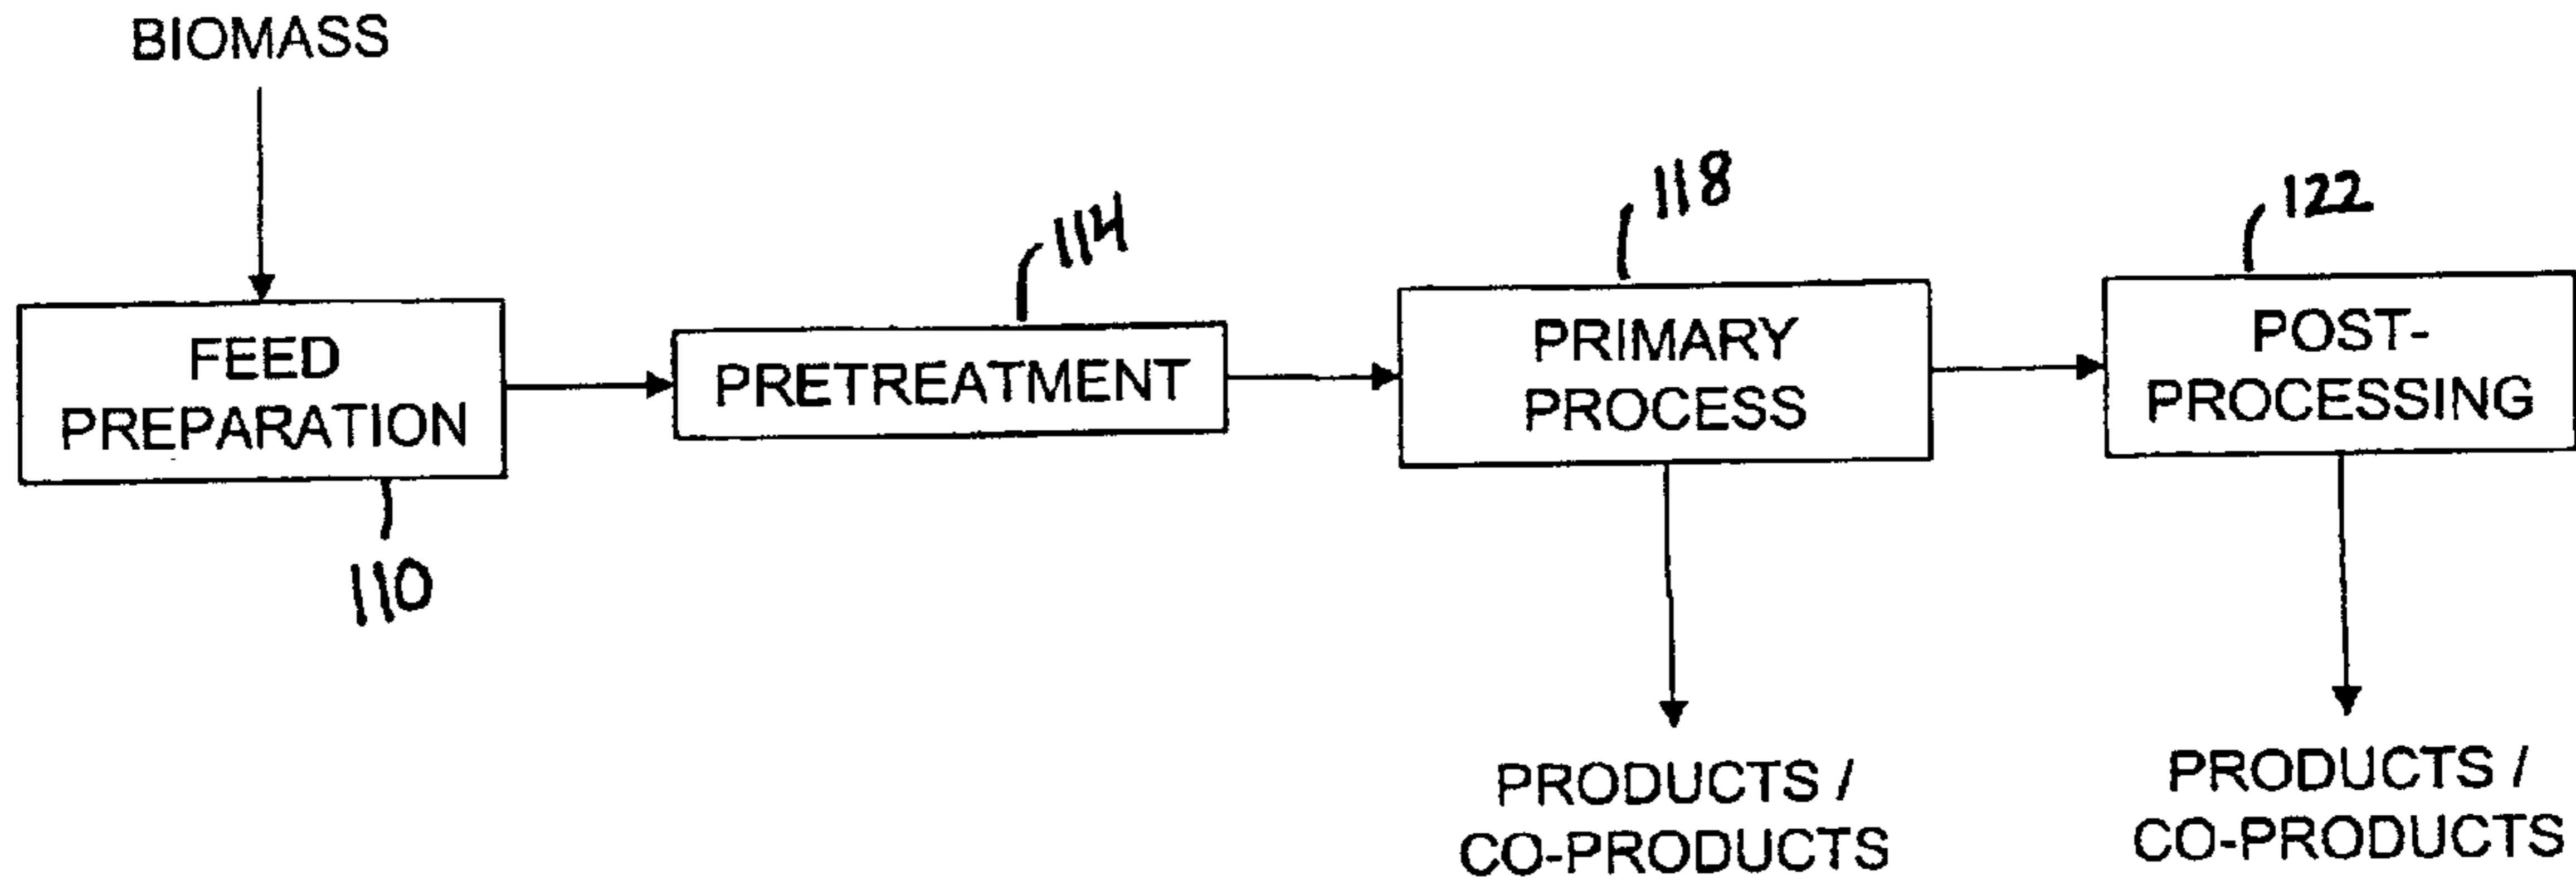 BIOMASS
FEED
PREPARATION
110
PRETREATMENT
114
PRIMARY
PROCESS
118
POST-
PROCESSING
122
PRODUCTS /
CO-PRODUCTS
PRODUCTS /
CO-PRODUCTS